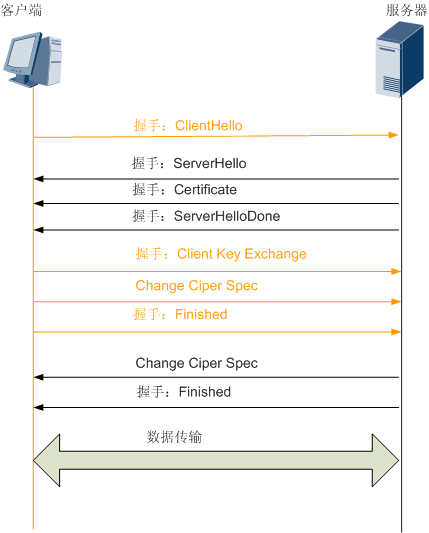 客户端
服务器
握手：ClientHello
握手：ServerHello
握手：Certificate
握手：ServerHelloDone
握手：Client Key Exchange
Change Ciper Spec
握手：Finished
Change Ciper Spec
握手：Finished
数据传输